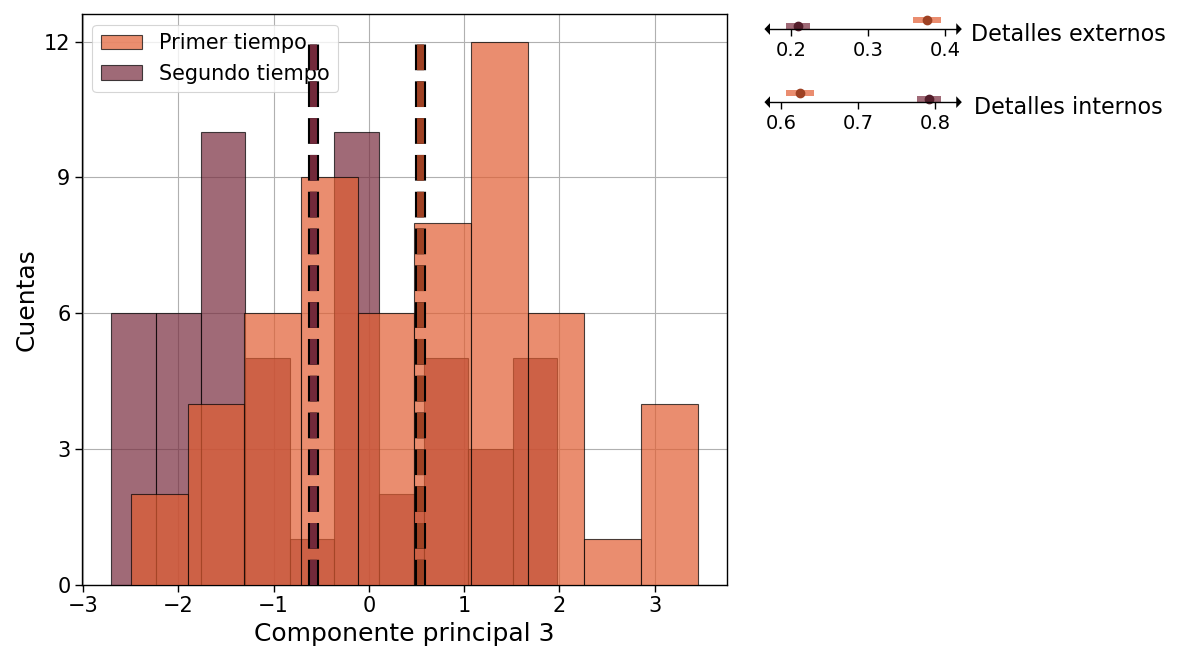 Primer tiempo
Segundo tiempo
12
9
6
3
0
Cuentas
−3 −2 −1 0 1 2 3
Componente principal 3
0.2 0.3 0.4
Detalles externos
0.6 0.7 0.8
Detalles internos